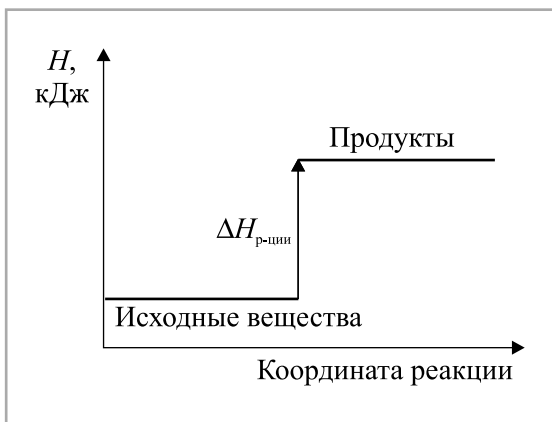 H,
кДж
Продукты
ΔHр-ции
Исходные вещества
Координата реакции